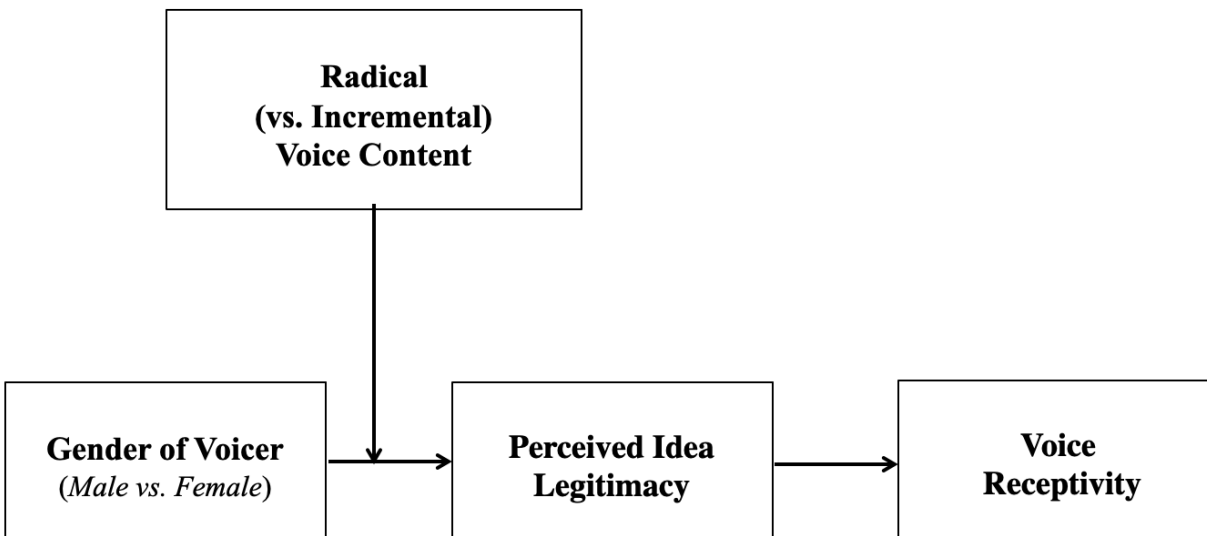 Radical
(vs. Incremental)
Voice Content
Gender of Voicer
(Male vs. Female)
Perceived Idea
Legitimacy
Voice
Receptivity